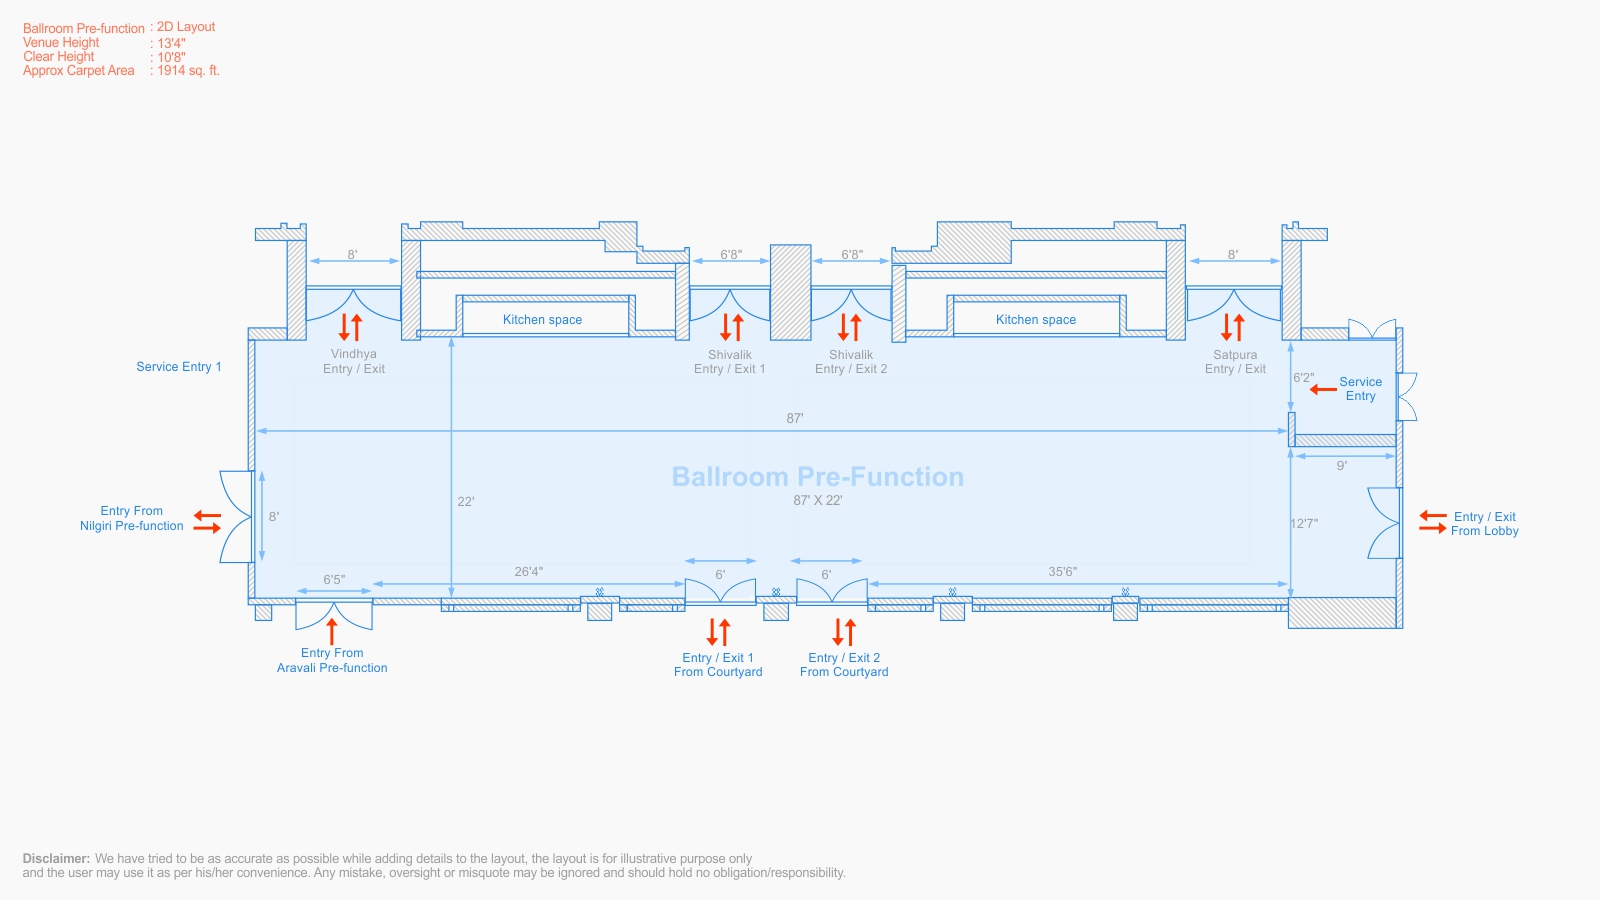 Ballroom Pre-function : 2D Layout
Venue Height : 13'4"
Clear Height : 10'8"
Approx Carpet Area : 1914 sq. ft.
8'
6'8"
6'8"
8'
Kitchen space
Kitchen space
Vindhya
Entry / Exit
Shivalik
Entry / Exit 1
Shivalik
Entry / Exit 2
Satpura
Entry / Exit
Service Entry 1
6'2"
Service
Entry
87'
9'
Ballroom Pre-Function
87' X 22'
22'
8'
Entry From
Nilgiri Pre-function
12'7"
Entry / Exit
From Lobby
6'5"
26'4"
6'
6'
35'6"
Entry From
Aravali Pre-function
Entry / Exit 1
From Courtyard
Entry / Exit 2
From Courtyard
Disclaimer: We have tried to be as accurate as possible while adding details to the layout, the layout is for illustrative purpose only
and the user may use it as per his/her convenience. Any mistake, oversight or misquote may be ignored and should hold no obligation/responsibility.